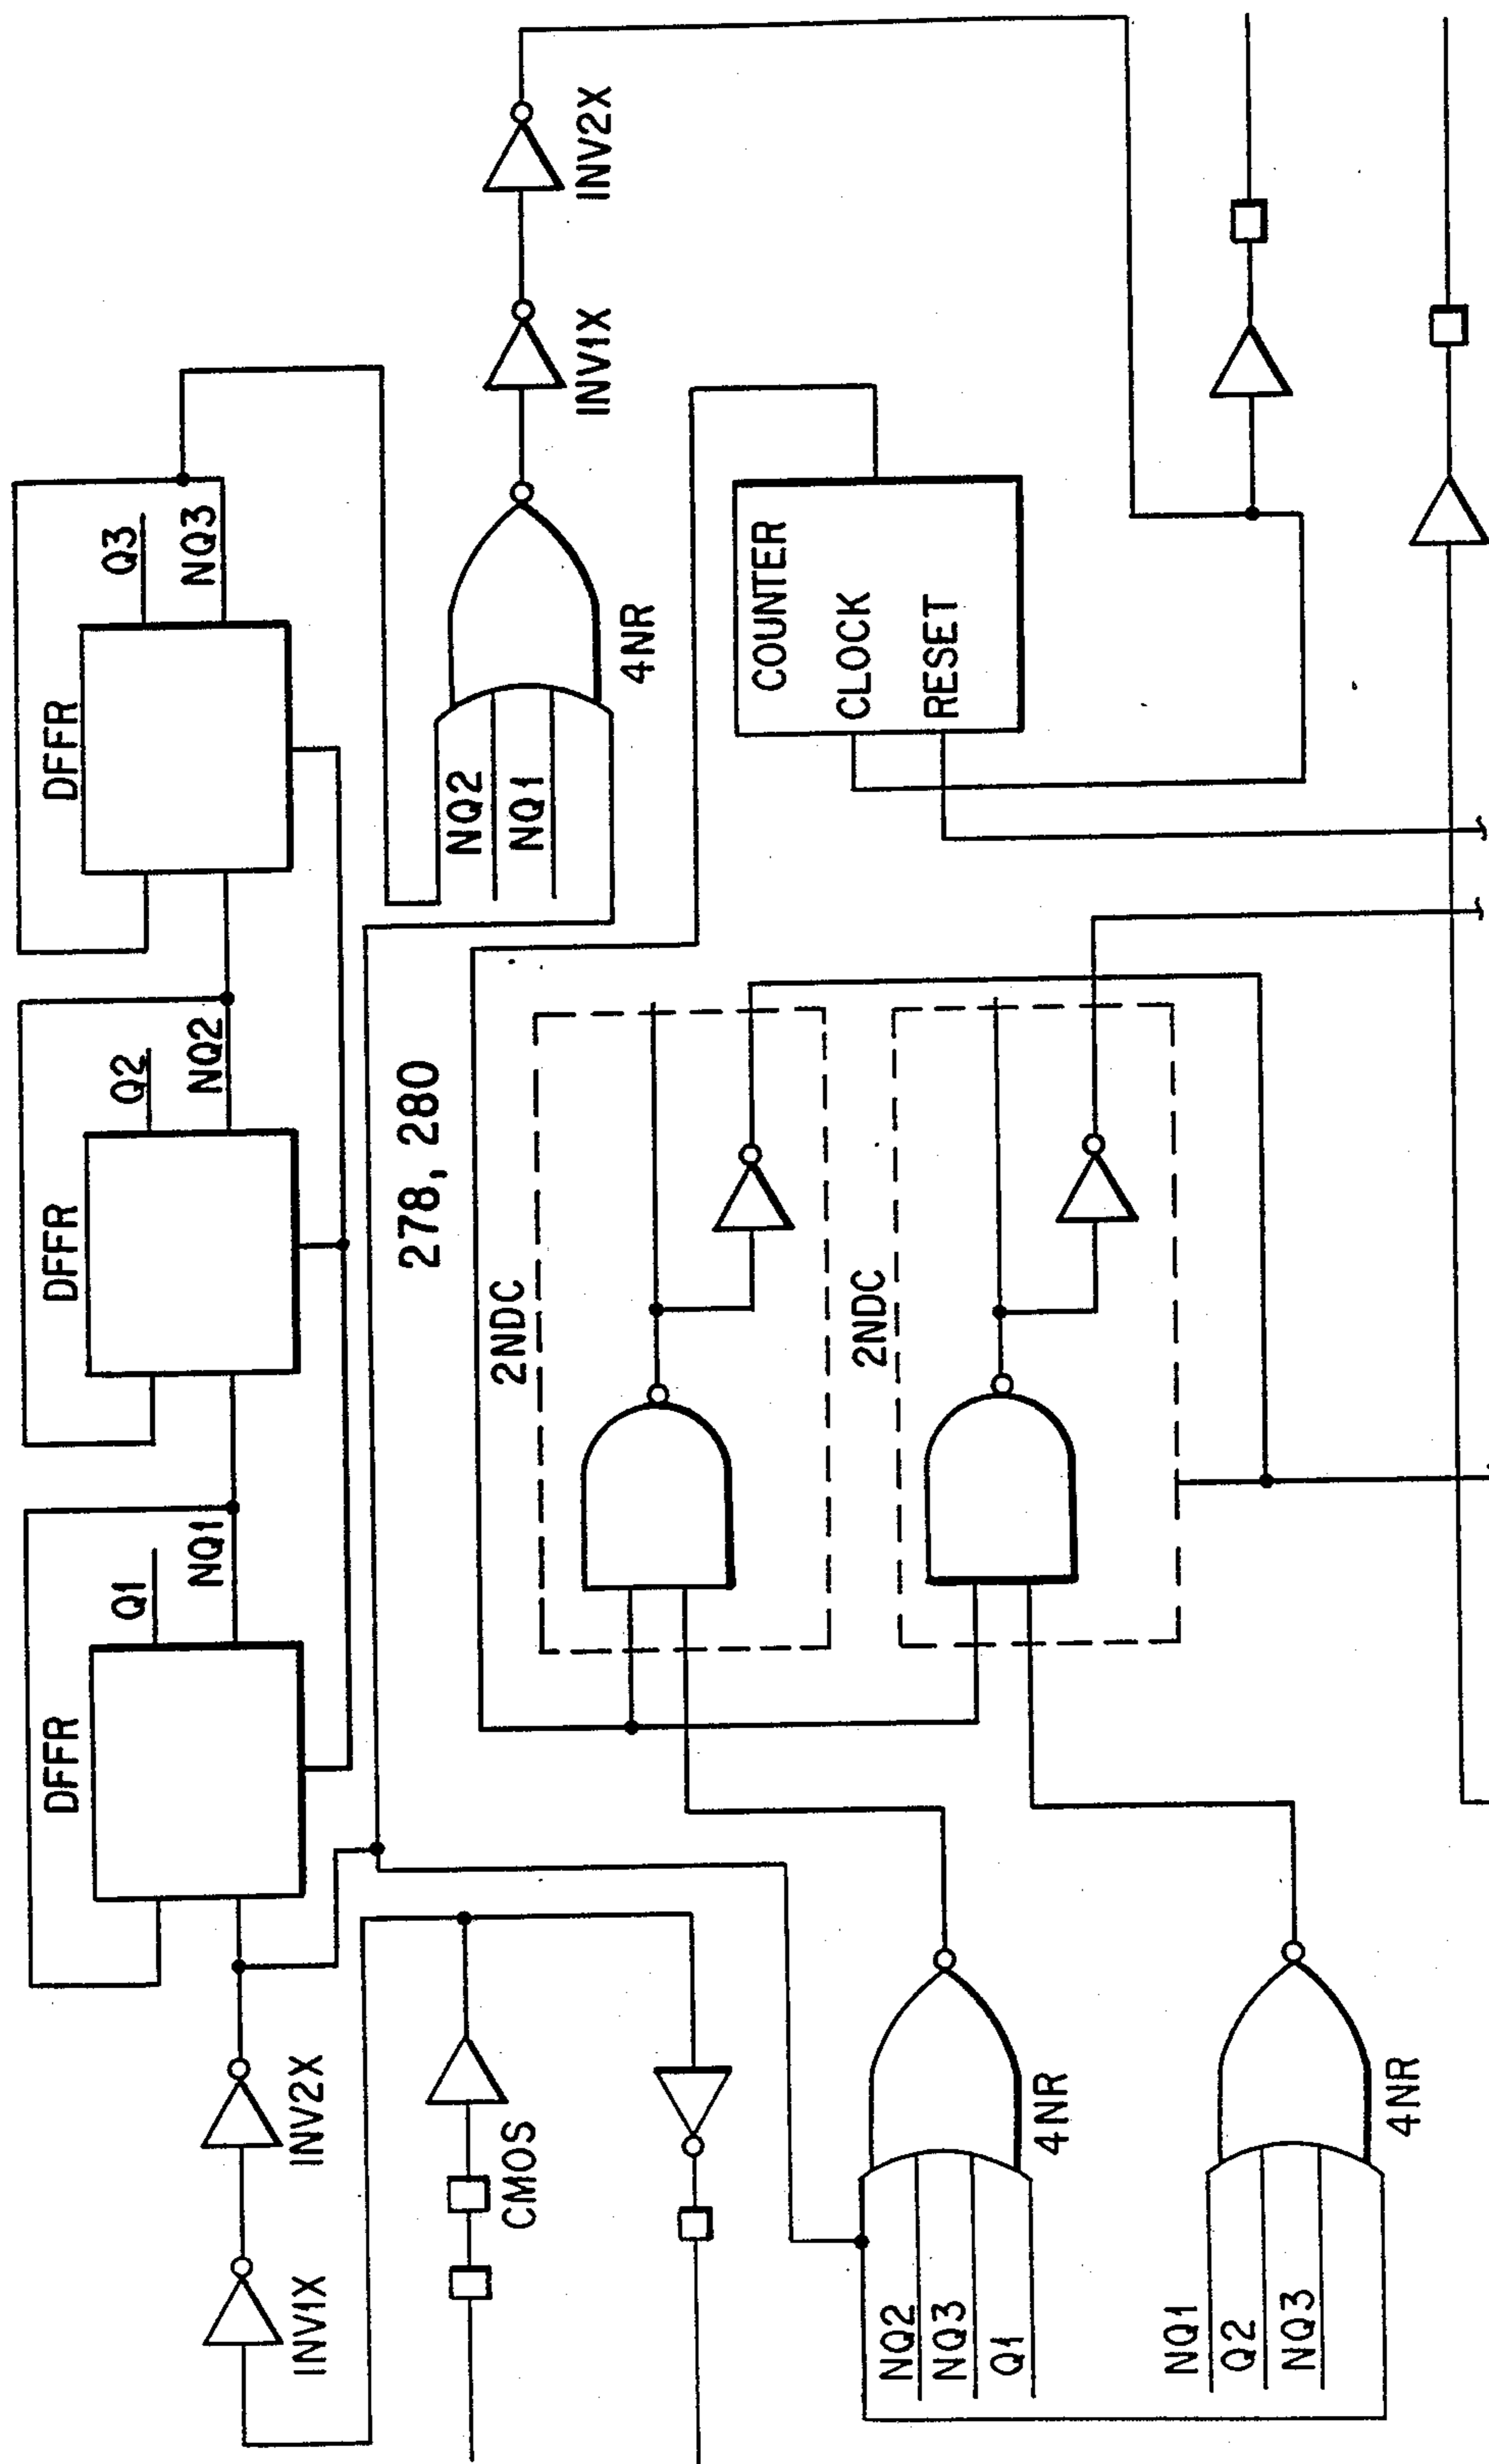 DFFR
DFFR
DFFR
Q1
NQ1
Q2
NQ2
Q3
NQ3
INV1X
INV2X
278, 280
CMOS
NQ2
NQ1
4NR
INV1X
INV2X
2NDC
2NDC
COUNTER
CLOCK
RESET
NQ2
NQ3
Q1
4NR
NQ1
Q2
NQ3
4NR